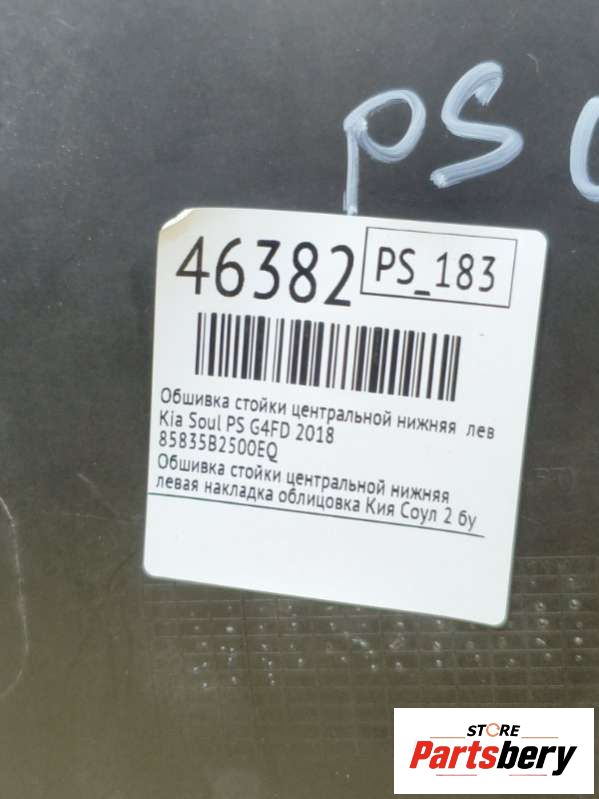 PS
46382
PS_183
Обшивка стойки центральной нижняя лев
Kia Soul PS G4FD 2018
85835B2500EQ
Обшивка стойки центральной нижняя
левая накладка облицовка Кия Соул 2 бу
STORE
Partsbery